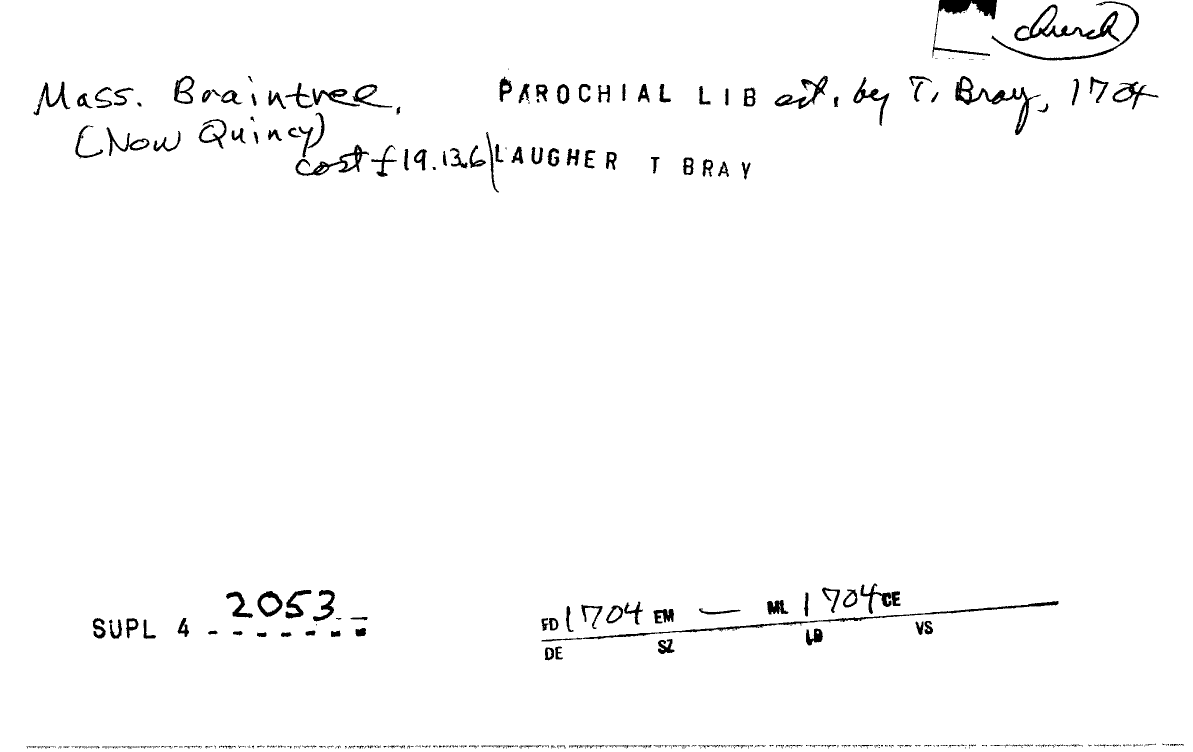 church
Mass. Braintree, PAROCHIAL LIB est. by T. Bray, 1704
(Now Quincy)
cost £19.13.6 LAUGHER T BRAY
SUPL 4 2053
FD 1704 EM — ML 1704 CE
DE SZ LD VS